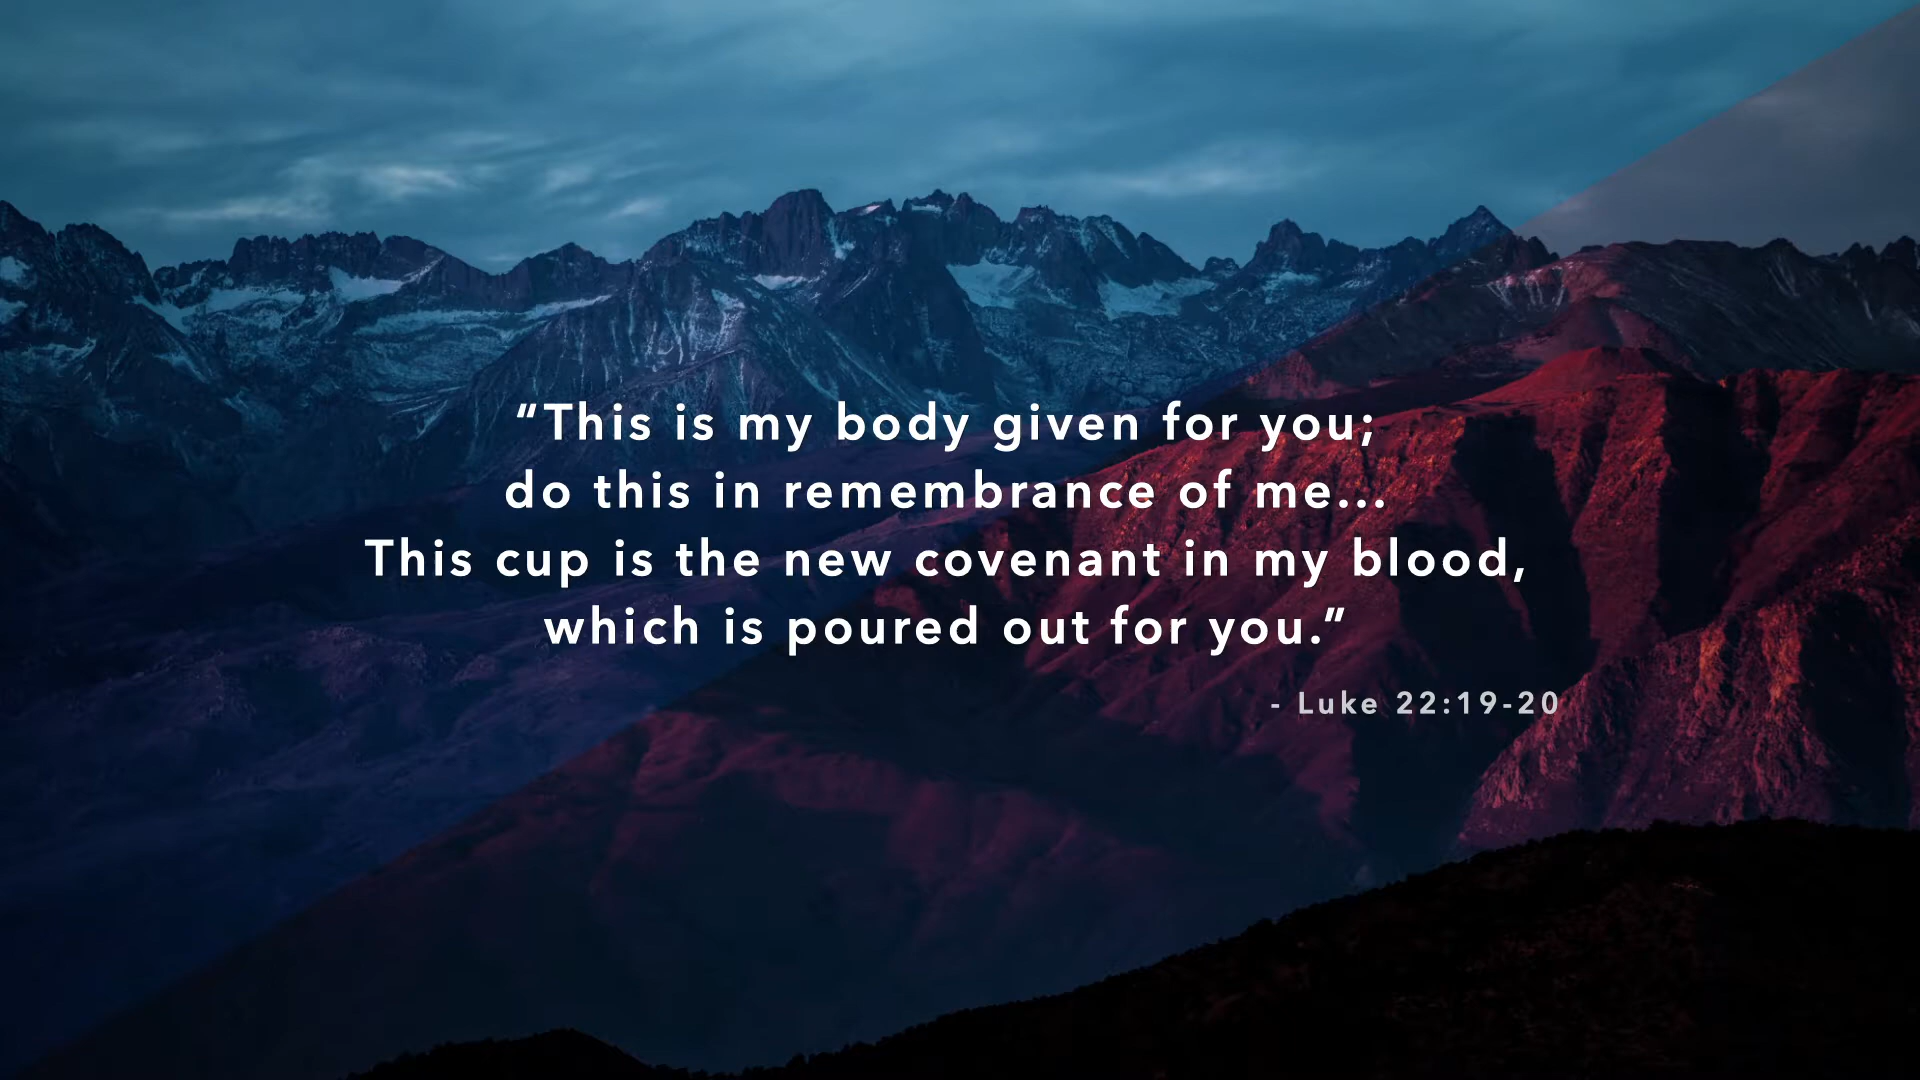 “This is my body given for you;
do this in remembrance of me...
This cup is the new covenant in my blood,
which is poured out for you.”
- Luke 22:19-20